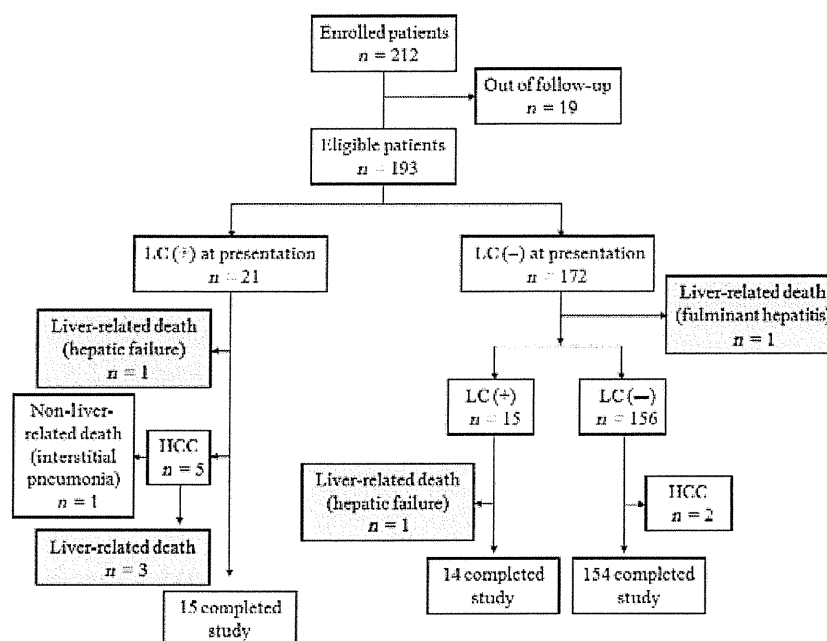 Enrolled patients
n = 212
Out of follow-up
n = 19
Eligible patients
n = 193
LC (+) at presentation
n = 21
LC (−) at presentation
n = 172
Liver-related death
(fulminant hepatitis)
n = 1
Liver-related death
(hepatic failure)
n = 1
LC (+)
n = 15
LC (−)
n = 156
Non-liver-
related death
(interstitial
pneumonia)
n = 1
HCC
n = 5
Liver-related death
(hepatic failure)
n = 1
HCC
n = 2
Liver-related death
n = 3
14 completed
study
154 completed
study
15 completed
study